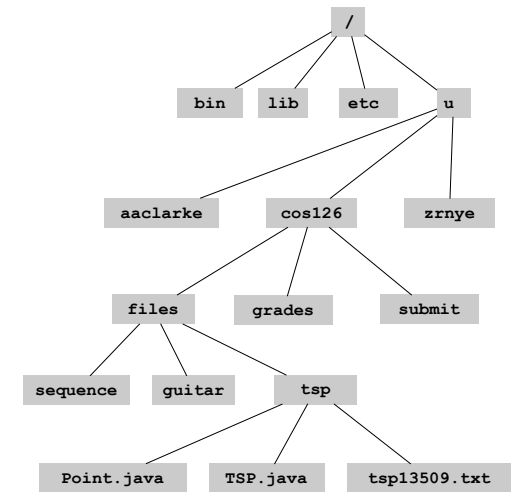 /
bin lib etc u
aaclarke cos126 zrnye
files grades submit
sequence guitar tsp
Point.java TSP.java tsp13509.txt